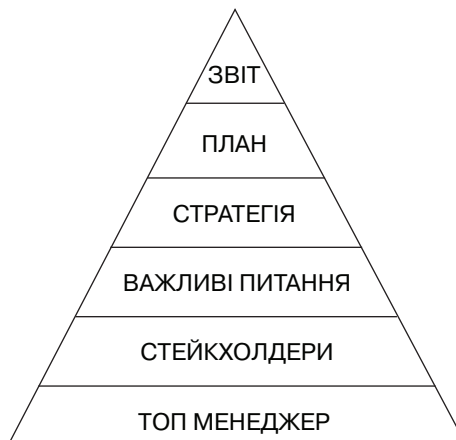 ЗВІТ
ПЛАН
СТРАТЕГІЯ
ВАЖЛИВІ ПИТАННЯ
СТЕЙКХОЛДЕРИ
ТОП МЕНЕДЖЕР